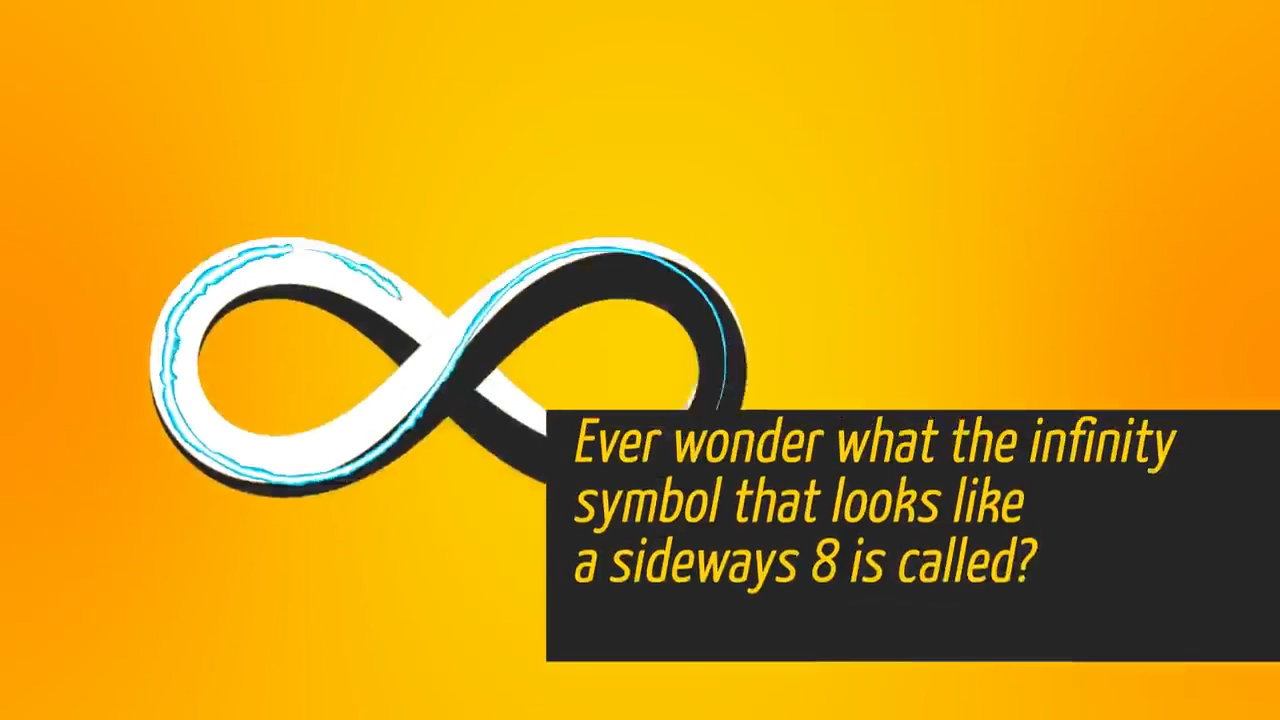 Ever wonder what the infinity
symbol that looks like
a sideways 8 is called?